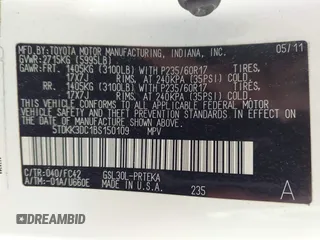 MFD. BY:TOYOTA MOTOR MANUFACTURING, INDIANA, INC. 05/11
GVWR:2715KG (5995LB)
GAWR:FRT. 1405KG (3100LB) WITH P235/60R17
TIRES, 17X7J RIMS, AT 240KPA (35PSI) COLD.
RR. 1405KG (3100LB) WITH P235/60R17
TIRES, 17X7J RIMS, AT 240KPA (35PSI) COLD.
THIS VEHICLE CONFORMS TO ALL APPLICABLE
FEDERAL MOTOR VEHICLE SAFETY, BUMPER,
AND THEFT PREVENTION STANDARDS IN EFFECT
ON THE DATE OF MANUFACTURE SHOWN ABOVE.
5TDKK3DC1BS150109 MPV
C/TR:040/FC42 GSL30L-PRTEKA
A/TM:-01A/U660E MADE IN U.S.A. 235 A
DEALERSHIP